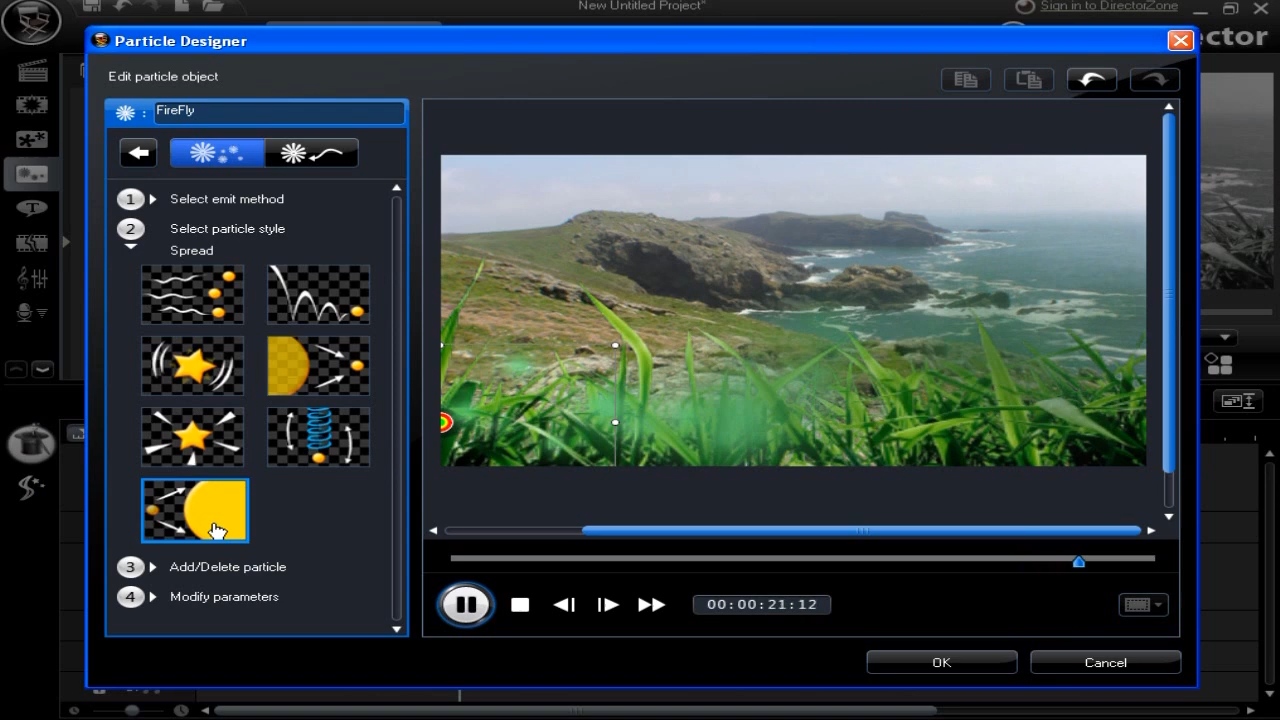 New Untitled Project*
Sign in to DirectorZone
ctor
Particle Designer
Edit particle object
: FireFly
1 Select emit method
2 Select particle style
Spread
3 Add/Delete particle
4 Modify parameters
00:00:21:12
OK
Cancel